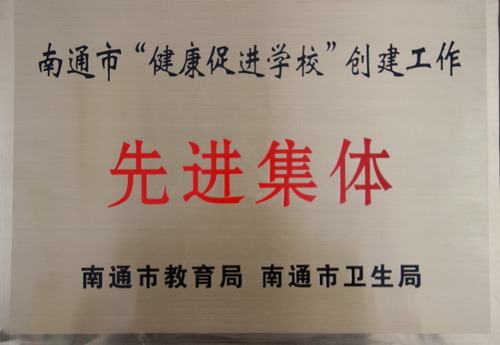 南通市“健康促进学校”创建工作
先进集体
南通市教育局 南通市卫生局